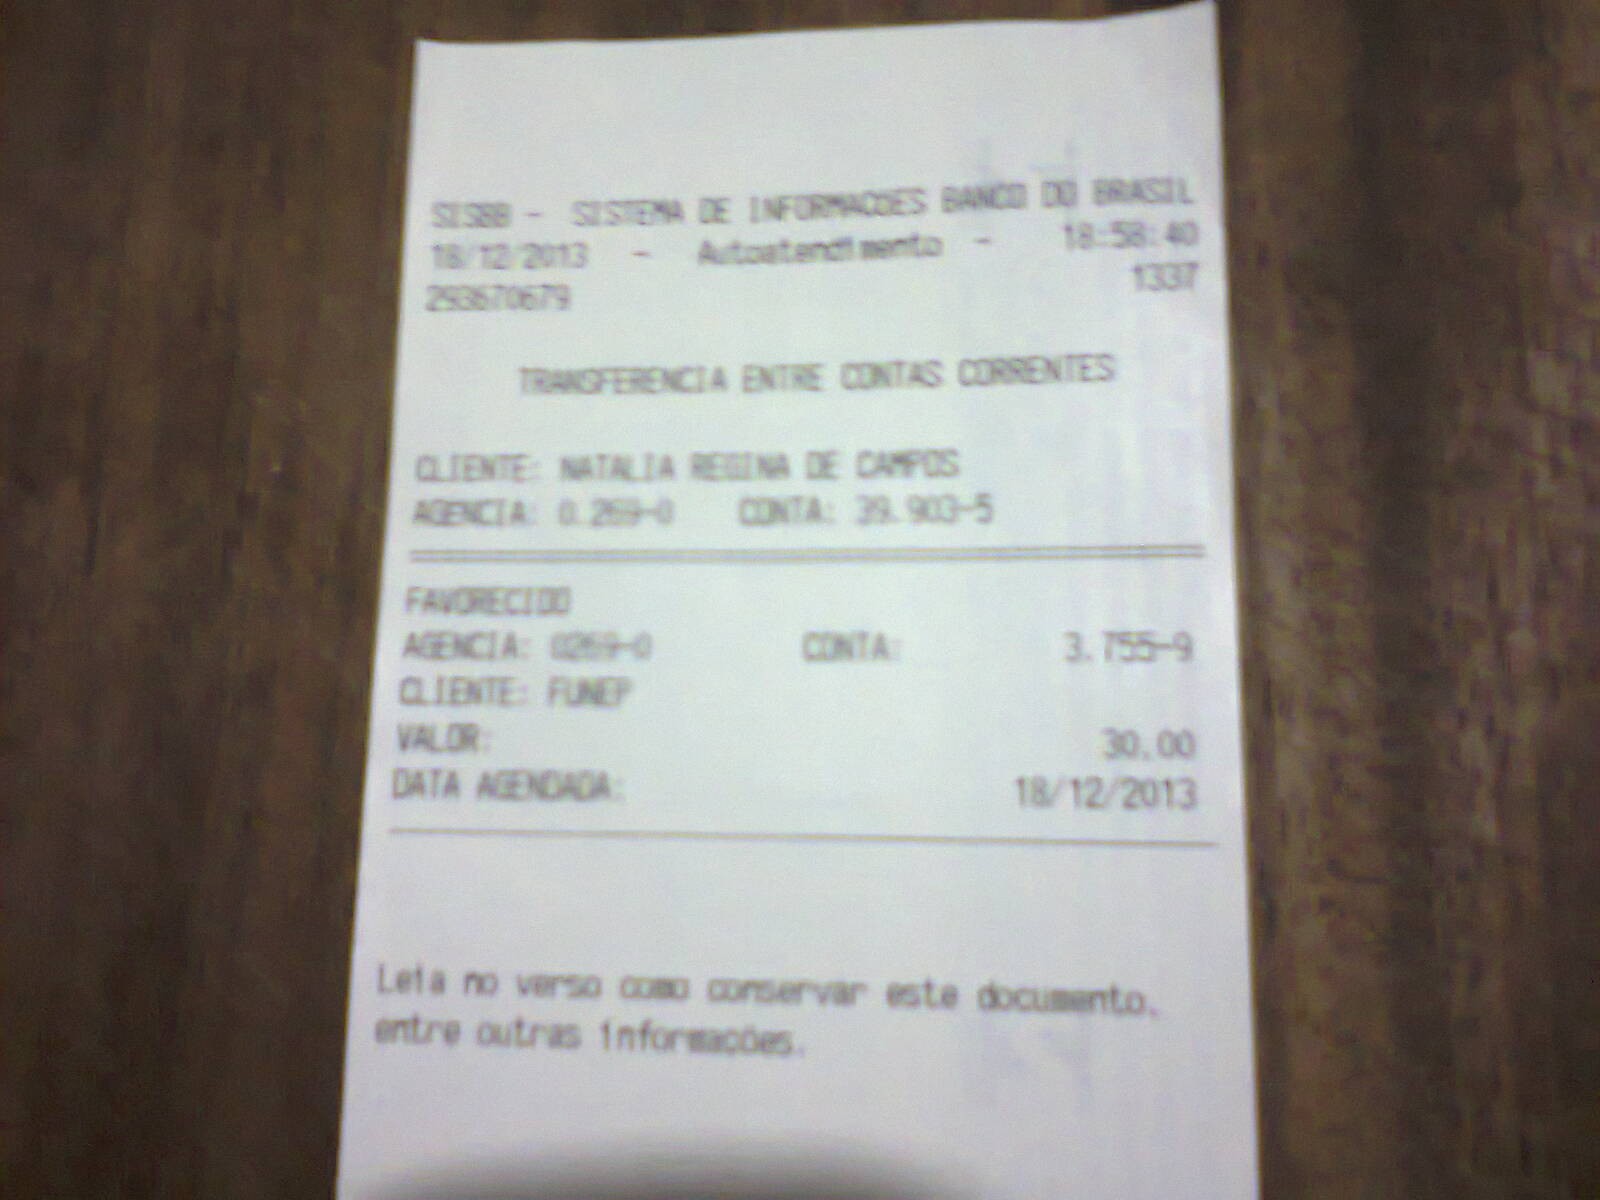 SISBB - SISTEMA DE INFORMACOES BANCO DO BRASIL
18/12/2013 - Autoatendimento - 18:58:40
293670679 1337
TRANSFERENCIA ENTRE CONTAS CORRENTES
CLIENTE: NATALIA REGINA DE CAMPOS
AGENCIA: 0.269-0 CONTA: 39.903-5
FAVORECIDO
AGENCIA: 0269-0 CONTA: 3.755-9
CLIENTE: FUNEP
VALOR: 30,00
DATA AGENDADA: 18/12/2013
Leia no verso como conservar este documento,
entre outras informacoes.